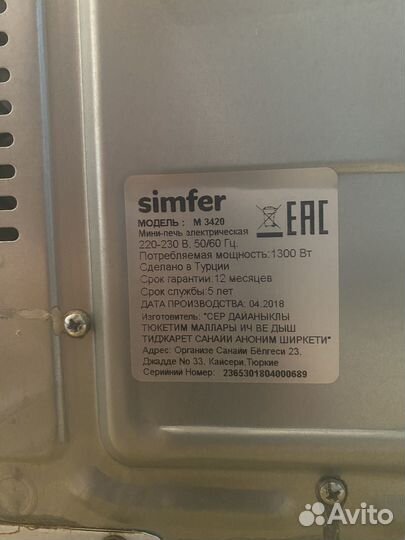 simfer
EAC
МОДЕЛЬ : М 3420
Мини-печь электрическая
220-230 В. 50/60 Гц.
Потребляемая мощность:1300 Вт
Сделано в Турции
Срок гарантии:12 месяцев
Срок службы:5 лет
ДАТА ПРОИЗВОДСТВА :04.2018
Изготовитель: "СЕР ДАЙАНЫКЛЫ
ТЮКЕТИМ МАЛЛАРЫ ИЧ ВЕ ДЫШ
ТИДЖАРЕТ САНАИИ АНОНИМ ШИРКЕТИ"
Адрес: Организе Санайи Бёлгеси 23.
Джадде No 33. Кайсери,Тюркие
Серийнии Номер: 2365301804000689
Avito